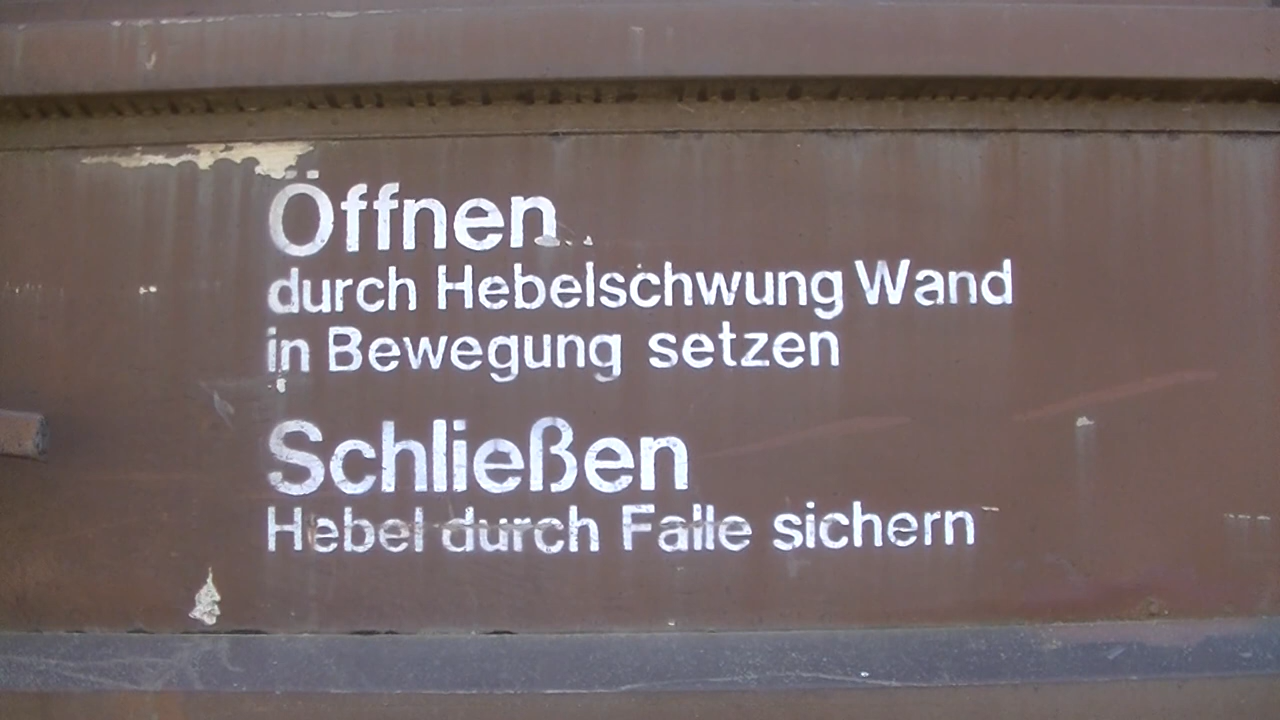 Öffnen
durch Hebelschwung Wand
in Bewegung setzen
Schließen
Hebel durch Falle sichern